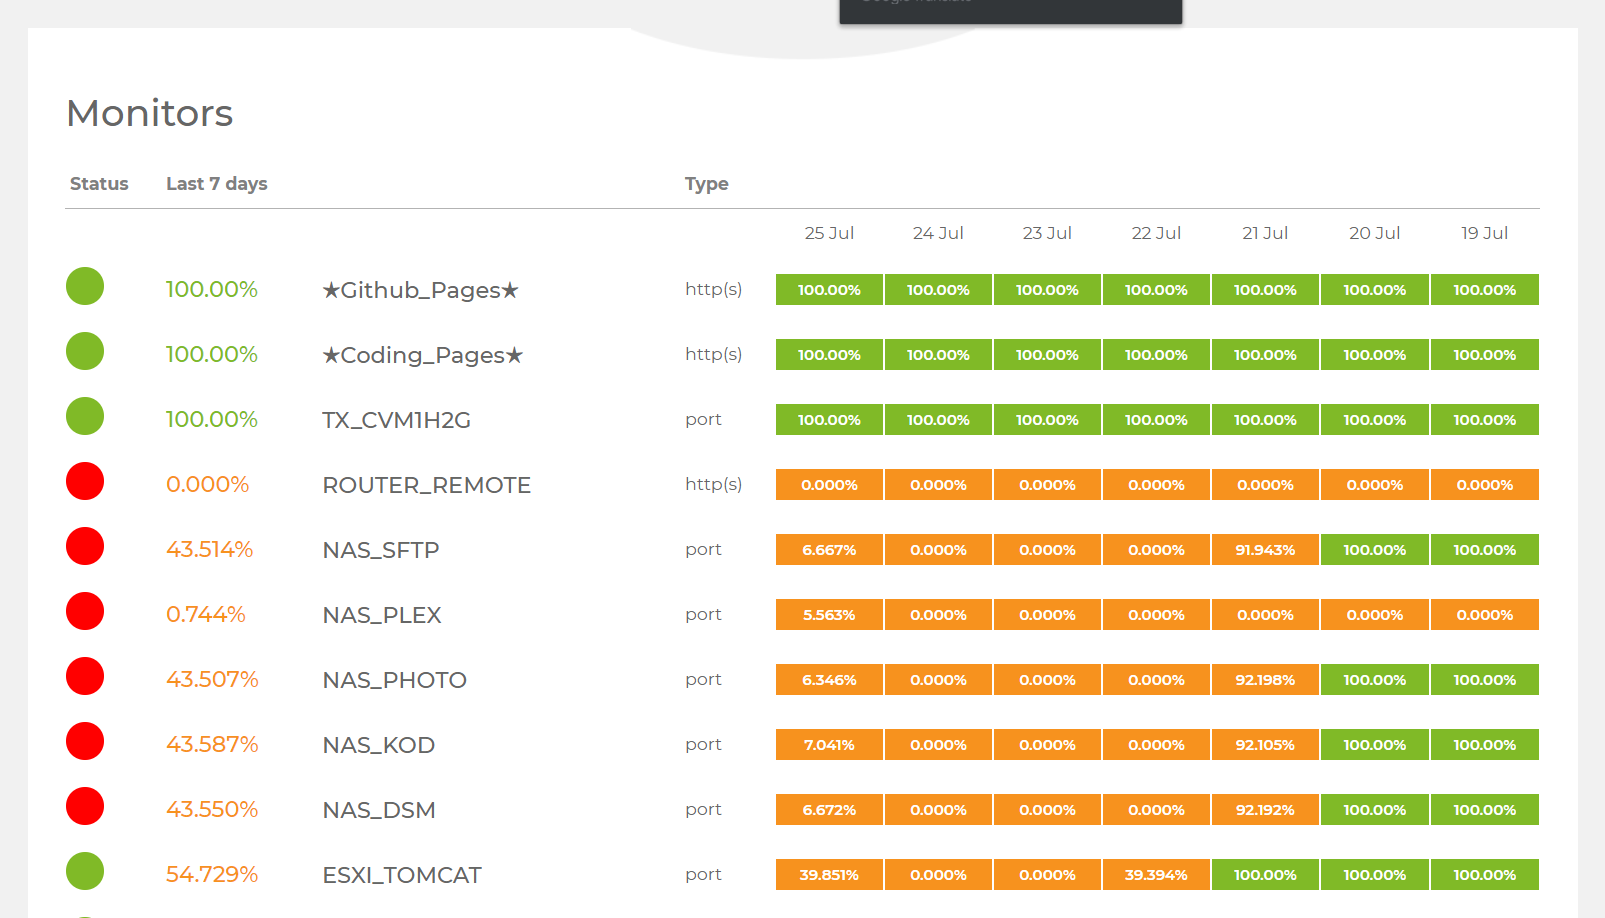 Monitors
Status Last 7 days Type
25 Jul 24 Jul 23 Jul 22 Jul 21 Jul 20 Jul 19 Jul
100.00% ★Github_Pages★ http(s) 100.00% 100.00% 100.00% 100.00% 100.00% 100.00% 100.00%
100.00% ★Coding_Pages★ http(s) 100.00% 100.00% 100.00% 100.00% 100.00% 100.00% 100.00%
100.00% TX_CVM1H2G port 100.00% 100.00% 100.00% 100.00% 100.00% 100.00% 100.00%
0.000% ROUTER_REMOTE http(s) 0.000% 0.000% 0.000% 0.000% 0.000% 0.000% 0.000%
43.514% NAS_SFTP port 6.667% 0.000% 0.000% 0.000% 91.943% 100.00% 100.00%
0.744% NAS_PLEX port 5.563% 0.000% 0.000% 0.000% 0.000% 0.000% 0.000%
43.507% NAS_PHOTO port 6.346% 0.000% 0.000% 0.000% 92.198% 100.00% 100.00%
43.587% NAS_KOD port 7.041% 0.000% 0.000% 0.000% 92.105% 100.00% 100.00%
43.550% NAS_DSM port 6.672% 0.000% 0.000% 0.000% 92.192% 100.00% 100.00%
54.729% ESXI_TOMCAT port 39.851% 0.000% 0.000% 39.394% 100.00% 100.00% 100.00%